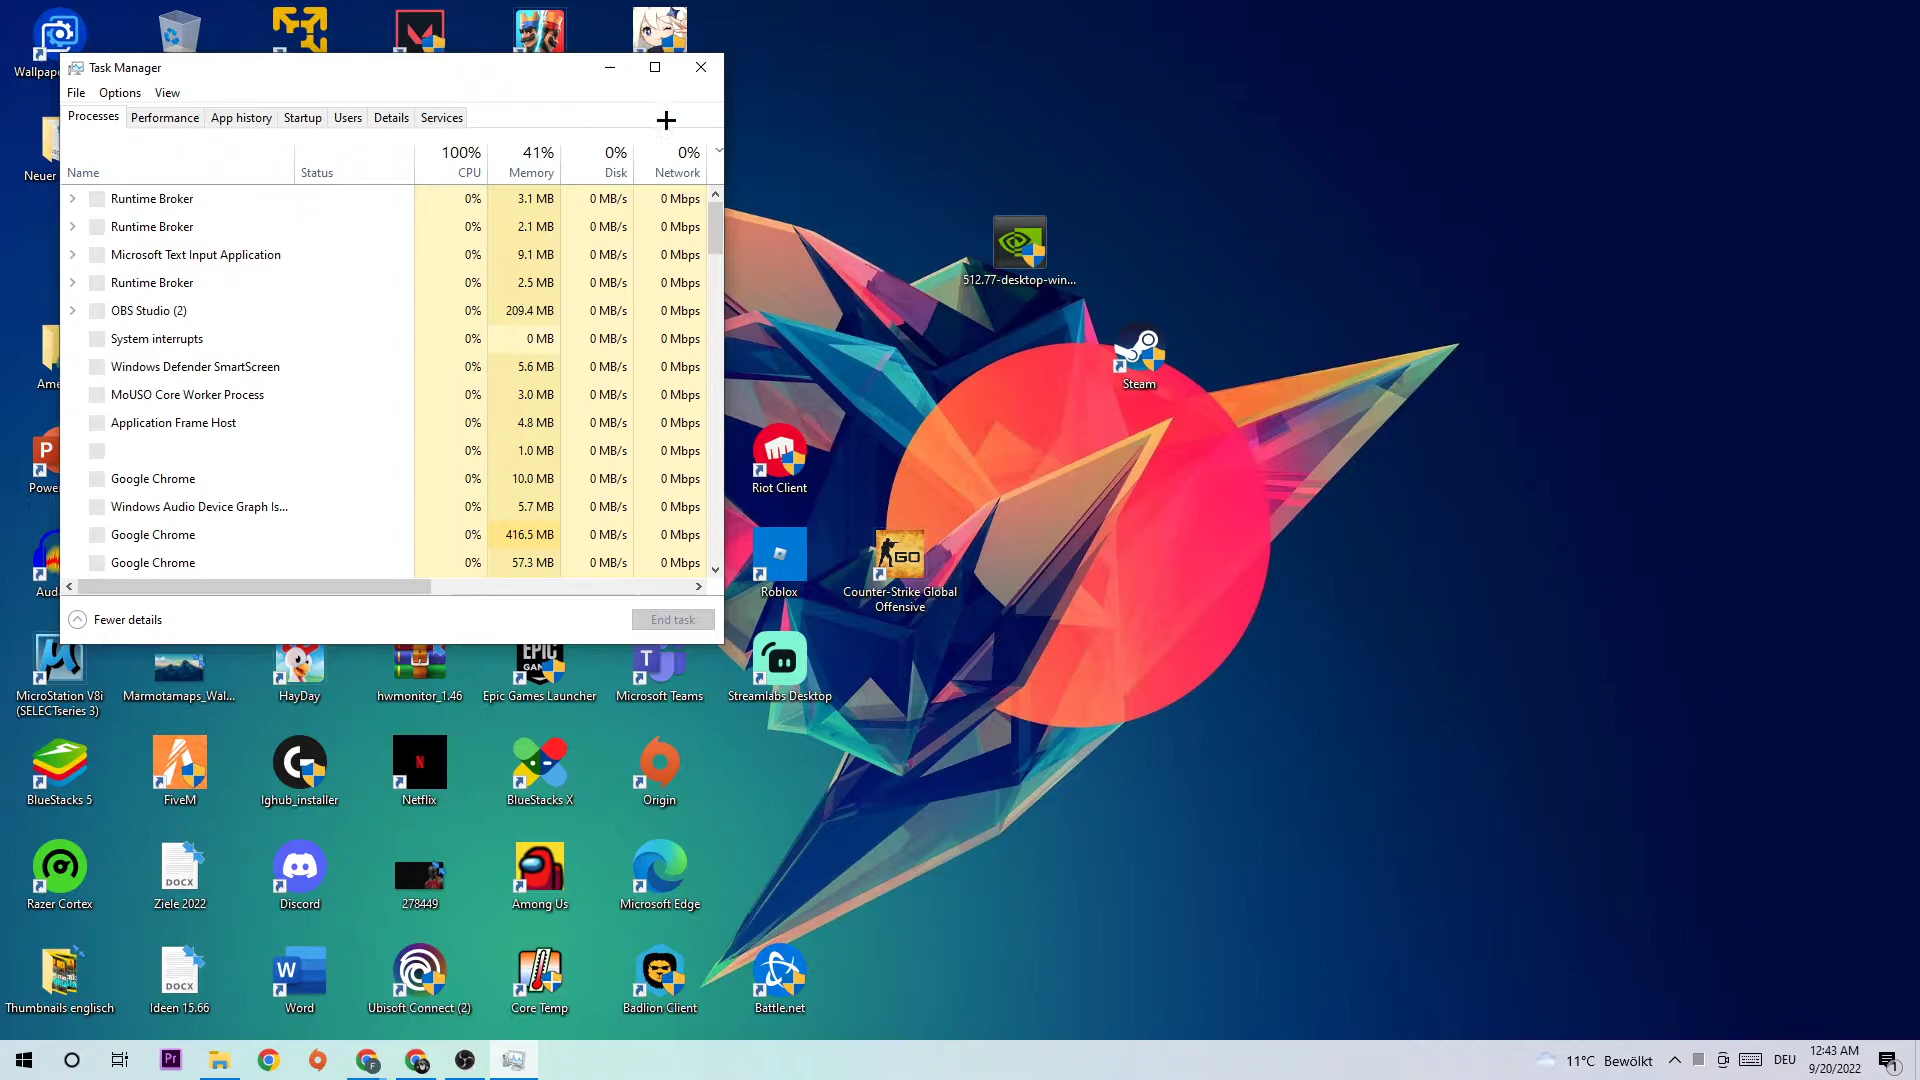 Task Manager
File Options View
Processes Performance App history Startup Users Details Services
100% 41% 0% 0%
Name Status CPU Memory Disk Network
Runtime Broker 0% 3.1 MB 0 MB/s 0 Mbps
Runtime Broker 0% 2.1 MB 0 MB/s 0 Mbps
Microsoft Text Input Application 0% 9.1 MB 0 MB/s 0 Mbps
Runtime Broker 0% 2.5 MB 0 MB/s 0 Mbps
OBS Studio (2) 0% 209.4 MB 0 MB/s 0 Mbps
System interrupts 0% 0 MB 0 MB/s 0 Mbps
Windows Defender SmartScreen 0% 5.6 MB 0 MB/s 0 Mbps
MoUSO Core Worker Process 0% 3.0 MB 0 MB/s 0 Mbps
Application Frame Host 0% 4.8 MB 0 MB/s 0 Mbps
0% 1.0 MB 0 MB/s 0 Mbps
Google Chrome 0% 10.0 MB 0 MB/s 0 Mbps
Windows Audio Device Graph Is... 0% 5.7 MB 0 MB/s 0 Mbps
Google Chrome 0% 416.5 MB 0 MB/s 0 Mbps
Google Chrome 0% 57.3 MB 0 MB/s 0 Mbps
Fewer details End task
Wallpape
Neuer
Ame
Powe
Aud
512.77-desktop-win...
Steam
Riot Client
GO
Roblox
Counter-Strike Global
Offensive
EPIC
GAM
MicroStation V8i
(SELECTseries 3)
Marmotamaps_Wal...
HayDay
hwmonitor_1.46
Epic Games Launcher
Microsoft Teams
Streamlabs Desktop
BlueStacks 5
FiveM
lghub_installer
Netflix
BlueStacks X
Origin
DOCX
Razer Cortex
Ziele 2022
Discord
278449
Among Us
Microsoft Edge
DOCX
Thumbnails englisch
Ideen 15.66
Word
Ubisoft Connect (2)
Core Temp
Badlion Client
Battle.net
Pr
11°C Bewölkt
DEU
12:43 AM
9/20/2022
1